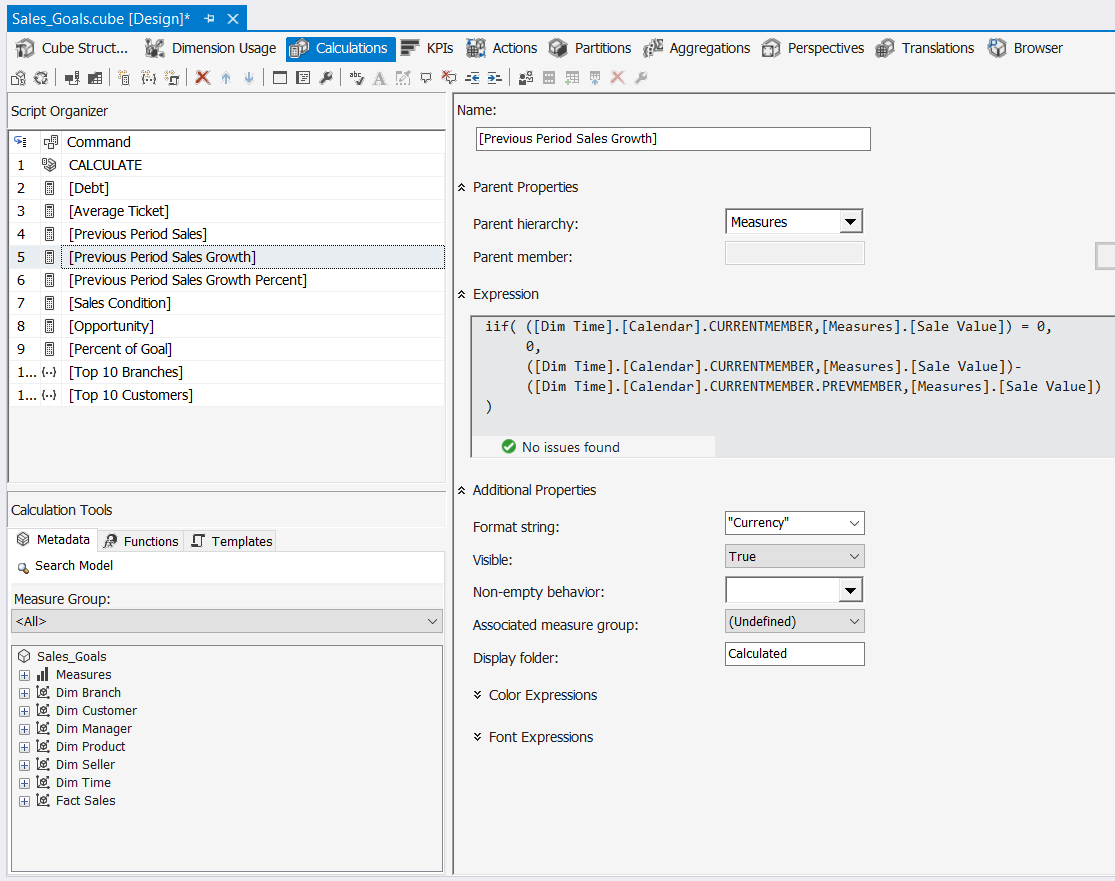 Sales_Goals.cube [Design]*
Cube Struct... Dimension Usage Calculations KPIs Actions Partitions Aggregations Perspectives Translations Browser
Script Organizer
Command
1 CALCULATE
2 [Debt]
3 [Average Ticket]
4 [Previous Period Sales]
5 [Previous Period Sales Growth]
6 [Previous Period Sales Growth Percent]
7 [Sales Condition]
8 [Opportunity]
9 [Percent of Goal]
1... [Top 10 Branches]
1... [Top 10 Customers]
Calculation Tools
Metadata Functions Templates
Search Model
Measure Group:
<All>
Sales_Goals
Measures
Dim Branch
Dim Customer
Dim Manager
Dim Product
Dim Seller
Dim Time
Fact Sales
Name:
[Previous Period Sales Growth]
Parent Properties
Parent hierarchy: Measures
Parent member:
Expression
iif( ([Dim Time].[Calendar].CURRENTMEMBER,[Measures].[Sale Value]) = 0,
0,
([Dim Time].[Calendar].CURRENTMEMBER,[Measures].[Sale Value])-
([Dim Time].[Calendar].CURRENTMEMBER.PREVMEMBER,[Measures].[Sale Value])
)
No issues found
Additional Properties
Format string: "Currency"
Visible: True
Non-empty behavior:
Associated measure group: (Undefined)
Display folder: Calculated
Color Expressions
Font Expressions